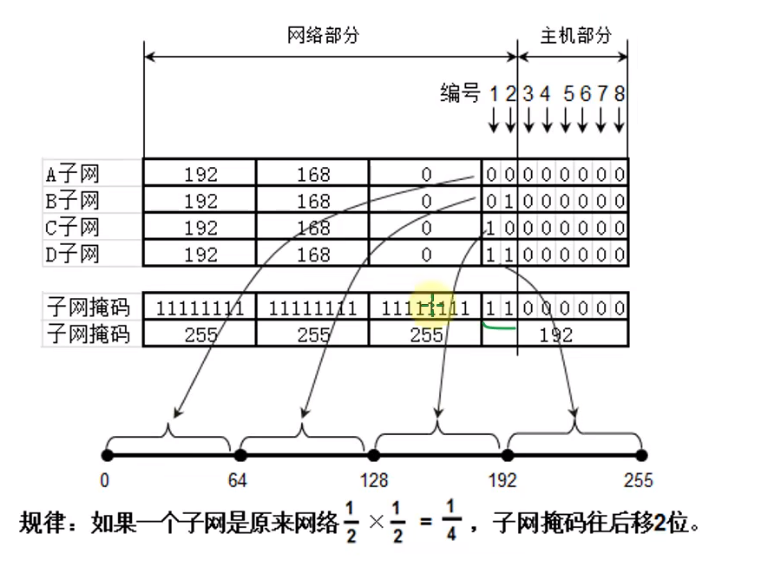 网络部分 主机部分
编号 1 2 3 4 5 6 7 8
A子网 192 168 0 0 0 0 0 0 0 0 0
B子网 192 168 0 0 1 0 0 0 0 0 0
C子网 192 168 0 1 0 0 0 0 0 0 0
D子网 192 168 0 1 1 0 0 0 0 0 0
子网掩码 11111111 11111111 11111111 1 1 0 0 0 0 0 0
子网掩码 255 255 255 192
0 64 128 192 255
规律：如果一个子网是原来网络1/2 × 1/2 = 1/4，子网掩码往后移2位。